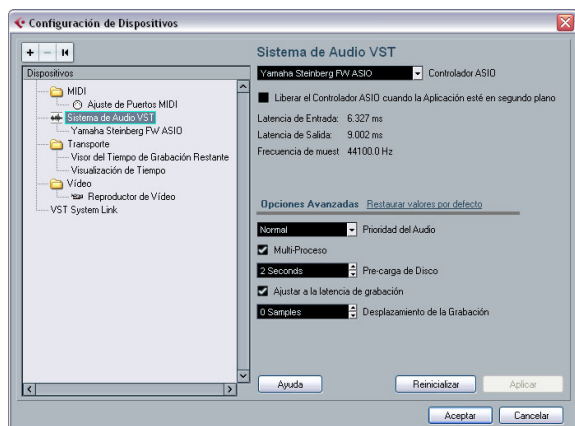 Configuración de Dispositivos
Dispositivos
MIDI
Ajuste de Puertos MIDI
Sistema de Audio VST
Yamaha Steinberg FW ASIO
Transporte
Visor del Tiempo de Grabación Restante
Visualización de Tiempo
Vídeo
Reproductor de Vídeo
VST System Link
Sistema de Audio VST
Yamaha Steinberg FW ASIO Controlador ASIO
Liberar el Controlador ASIO cuando la Aplicación esté en segundo plano
Latencia de Entrada: 6.327 ms
Latencia de Salida: 9.002 ms
Frecuencia de muest 44100.0 Hz
Opciones Avanzadas Restaurar valores por defecto
Normal Prioridad del Audio
Multi-Proceso
2 Seconds Pre-carga de Disco
Ajustar a la latencia de grabación
0 Samples Desplazamiento de la Grabación
Ayuda Reinicializar Aplicar
Aceptar Cancelar